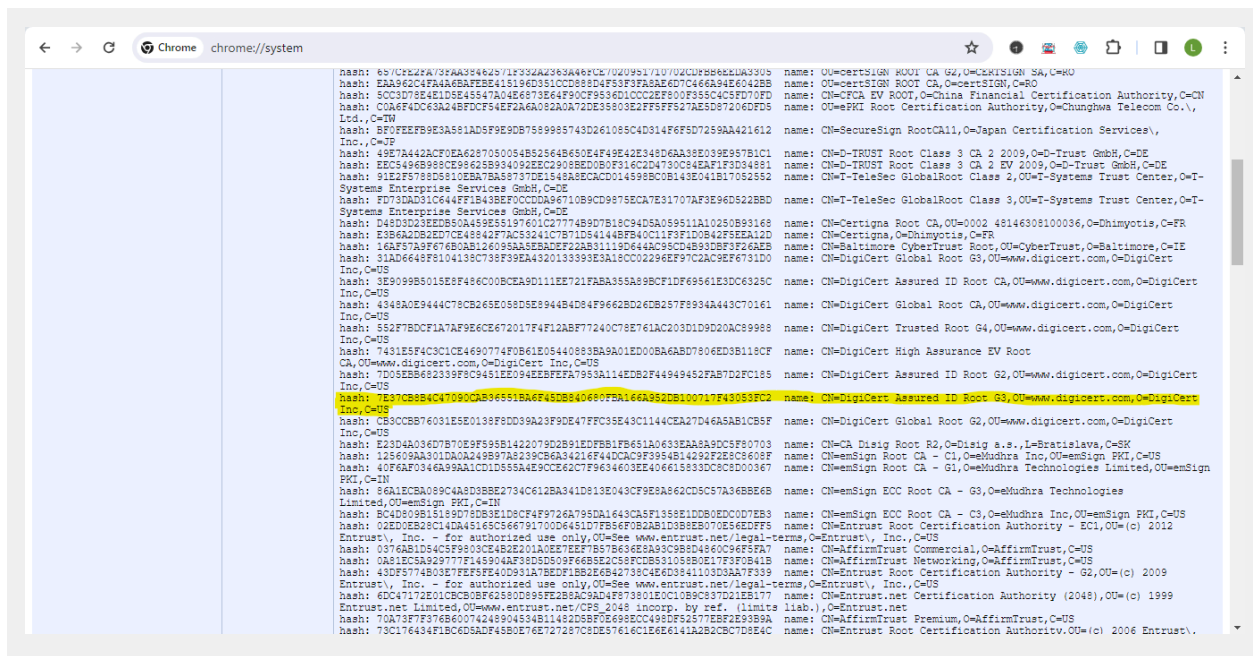 Chrome chrome://system L
hash: 657CFE2FA73FAA38462571F332A2363A46FCE7020951710702CDFBB6EEDA3305 name: OU=certSIGN ROOT CA G2,O=CERTSIGN SA,C=RO
hash: EAA962C4FA4A6BAFEBE415196D351CCD888D4F53F3FA8AE6D7C466A94E6042BB name: OU=certSIGN ROOT CA,O=certSIGN,C=RO
hash: 5CC3D78E4E1D5E45547A04E6873E64F90CF9536D1CCC2EF800F355C4C5FD70FD name: CN=CFCA EV ROOT,O=China Financial Certification Authority,C=CN
hash: C0A6F4DC63A24BFDCF54EF2A6A082A0A72DE35803E2FF5FF527AE5D87206DFD5 name: OU=ePKI Root Certification Authority,O=Chunghwa Telecom Co.\,
Ltd.,C=TW
hash: BF0FEEFB9E3A581AD5F9E9DB7589985743D261085C4D314F6F5D7259AA421612 name: CN=SecureSign RootCA11,O=Japan Certification Services\,
Inc.,C=JP
hash: 49E7A442ACF0EA6287050054B52564B650E4F49E42E348D6AA38E039E957B1C1 name: CN=D-TRUST Root Class 3 CA 2 2009,O=D-Trust GmbH,C=DE
hash: EEC5496B988CE98625B934092EEC2908BED0B0F316C2D4730C84EAF1F3D34881 name: CN=D-TRUST Root Class 3 CA 2 EV 2009,O=D-Trust GmbH,C=DE
hash: 91E2F5788D5810EBA7BA58737DE1548A8ECACD014598BC0B143E041B17052552 name: CN=T-TeleSec GlobalRoot Class 2,OU=T-Systems Trust Center,O=T-
Systems Enterprise Services GmbH,C=DE
hash: FD73DAD31C644FF1B43BEF0CCDDA96710B9CD9875ECA7E31707AF3E96D522BBD name: CN=T-TeleSec GlobalRoot Class 3,OU=T-Systems Trust Center,O=T-
Systems Enterprise Services GmbH,C=DE
hash: D48D3D23EEDB50A459E55197601C27774B9D7B18C94D5A059511A10250B93168 name: CN=Certigna Root CA,OU=0002 48146308100036,O=Dhimyotis,C=FR
hash: E3B6A2DB2ED7CE48842F7AC53241C7B71D54144BFB40C11F3F1D0B42F5EEA12D name: CN=Certigna,O=Dhimyotis,C=FR
hash: 16AF57A9F676B0AB126095AA5EBADEF22AB31119D644AC95CD4B93DBF3F26AEB name: CN=Baltimore CyberTrust Root,OU=CyberTrust,O=Baltimore,C=IE
hash: 31AD6648F8104138C738F39EA4320133393E3A18CC02296EF97C2AC9EF6731D0 name: CN=DigiCert Global Root G3,OU=www.digicert.com,O=DigiCert
Inc,C=US
hash: 3E9099B5015E8F486C00BCEA9D111EE721FABA355A89BCF1DF69561E3DC6325C name: CN=DigiCert Assured ID Root CA,OU=www.digicert.com,O=DigiCert
Inc,C=US
hash: 4348A0E9444C78CB265E058D5E8944B4D84F9662BD26DB257F8934A443C70161 name: CN=DigiCert Global Root CA,OU=www.digicert.com,O=DigiCert
Inc,C=US
hash: 552F7BDCF1A7AF9E6CE672017F4F12ABF77240C78E761AC203D1D9D20AC89988 name: CN=DigiCert Trusted Root G4,OU=www.digicert.com,O=DigiCert
Inc,C=US
hash: 7431E5F4C3C1CE4690774F0B61E05440883BA9A01ED00BA6ABD7806ED3B118CF name: CN=DigiCert High Assurance EV Root
CA,OU=www.digicert.com,O=DigiCert Inc,C=US
hash: 7D05EBB682339F8C9451EE094EEBFEFA7953A114EDB2F44949452FAB7D2FC185 name: CN=DigiCert Assured ID Root G2,OU=www.digicert.com,O=DigiCert
Inc,C=US
hash: 7E37CB8B4C47090CAB36551BA6F45DB840680FBA166A952DB100717F43053FC2 name: CN=DigiCert Assured ID Root G3,OU=www.digicert.com,O=DigiCert
Inc,C=US
hash: CB3CCBB76031E5E0138F8DD39A23F9DE47FFC35E43C1144CEA27D46A5AB1CB5F name: CN=DigiCert Global Root G2,OU=www.digicert.com,O=DigiCert
Inc,C=US
hash: E23D4A036D7B70E9F595B1422079D2B91EDFBB1FB651A0633EAA8A9DC5F80703 name: CN=CA Disig Root R2,O=Disig a.s.,L=Bratislava,C=SK
hash: 125609AA301DA0A249B97A8239CB6A34216F44DCAC9F3954B14292F2E8C8608F name: CN=emSign Root CA - C1,O=eMudhra Inc,OU=emSign PKI,C=US
hash: 40F6AF0346A99AA1CD1D555A4E9CCE62C7F9634603EE406615833DC8C8D00367 name: CN=emSign Root CA - G1,O=eMudhra Technologies Limited,OU=emSign
PKI,C=IN
hash: 86A1ECBA089C4A8D3BBE2734C612BA341D813E043CF9E8A862CD5C57A36BBE6B name: CN=emSign ECC Root CA - G3,O=eMudhra Technologies
Limited,OU=emSign PKI,C=IN
hash: BC4D809B15189D78DB3E1D8CF4F9726A795DA1643CA5F1358E1DDB0EDC0D7EB3 name: CN=emSign ECC Root CA - C3,O=eMudhra Inc,OU=emSign PKI,C=US
hash: 02ED0EB28C14DA45165C566791700D6451D7FB56F0B2AB1D3B8EB070E56EDFF5 name: CN=Entrust Root Certification Authority - EC1,OU=(c) 2012
Entrust\, Inc. - for authorized use only,OU=See www.entrust.net/legal-terms,O=Entrust\, Inc.,C=US
hash: 0376AB1D54C5F9803CE4B2E201A0EE7EEF7B57B636E8A93C9B8D4860C96F5FA7 name: CN=AffirmTrust Commercial,O=AffirmTrust,C=US
hash: 0A81EC5A929777F145904AF38D5D509F66B5E2C58FCDB531058B0E17F3F0B41B name: CN=AffirmTrust Networking,O=AffirmTrust,C=US
hash: 43DF5774B03E7FEF5FE40D931A7BEDF1BB2E6B42738C4E6D3841103D3AA7F339 name: CN=Entrust Root Certification Authority - G2,OU=(c) 2009
Entrust\, Inc. - for authorized use only,OU=See www.entrust.net/legal-terms,O=Entrust\, Inc.,C=US
hash: 6DC47172E01CBCB0BF62580D895FE2B8AC9AD4F873801E0C10B9C837D21EB177 name: CN=Entrust.net Certification Authority (2048),OU=(c) 1999
Entrust.net Limited,OU=www.entrust.net/CPS_2048 incorp. by ref. (limits liab.),O=Entrust.net
hash: 70A73F7F376B60074248904534B11482D5BF0E698ECC498DF52577EBF2E93B9A name: CN=AffirmTrust Premium,O=AffirmTrust,C=US
hash: 73C176434F1BC6D5ADF45B0E76E727287C8DE57616C1E6E6141A2B2CBC7D8E4C name: CN=Entrust Root Certification Authority,OU=(c) 2006 Entrust\,